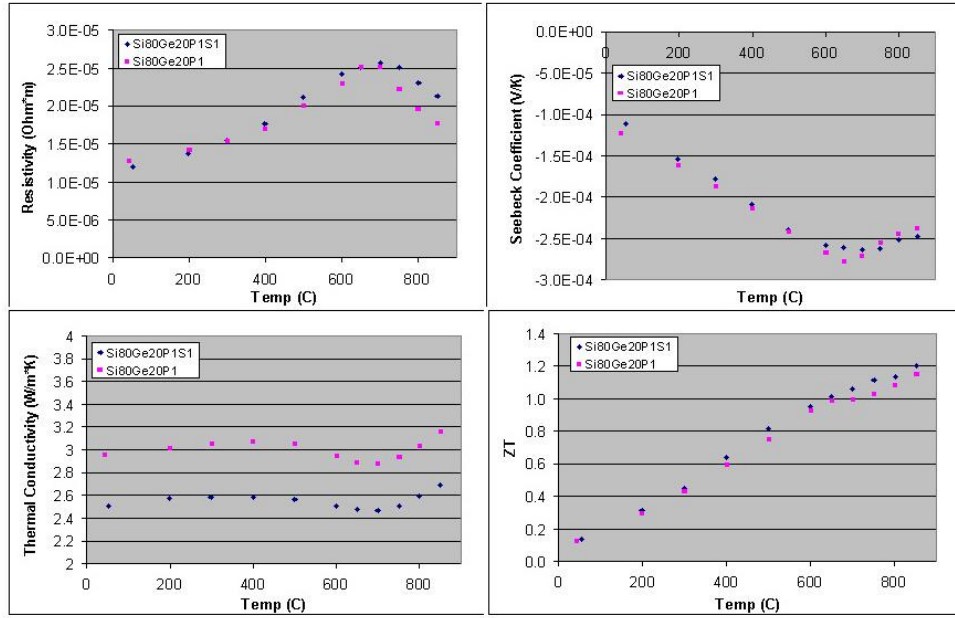 3.0E-05
2.5E-05
2.0E-05
1.5E-05
1.0E-05
5.0E-06
0.0E+00
Resistivity (Ohm*m)
Si80Ge20P1S1
Si80Ge20P1
0 200 400 600 800
Temp (C)
0.0E+00
-5.0E-05
-1.0E-04
-1.5E-04
-2.0E-04
-2.5E-04
-3.0E-04
Seebeck Coefficient (V/K)
0 200 400 600 800
Si80Ge20P1S1
Si80Ge20P1
Temp (C)
4
3.8
3.6
3.4
3.2
3
2.8
2.6
2.4
2.2
2
Thermal Conductivity (W/m*K)
Si80Ge20P1S1
Si80Ge20P1
0 200 400 600 800
Temp (C)
1.4
1.2
1.0
0.8
0.6
0.4
0.2
0.0
ZT
Si80Ge20P1S1
Si80Ge20P1
0 200 400 600 800
Temp (C)